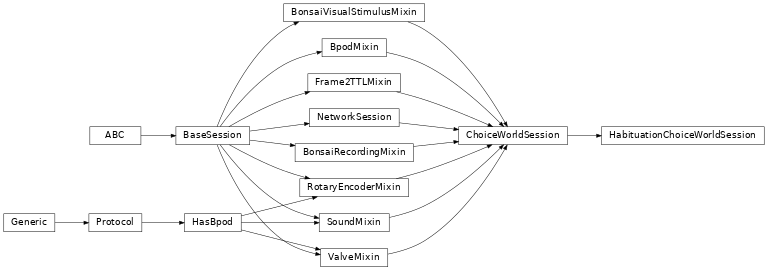 BonsaiVisualStimulusMixin
BpodMixin
Frame2TTLMixin
NetworkSession
ABC
BaseSession
ChoiceWorldSession
HabituationChoiceWorldSession
BonsaiRecordingMixin
RotaryEncoderMixin
Generic
Protocol
HasBpod
SoundMixin
ValveMixin